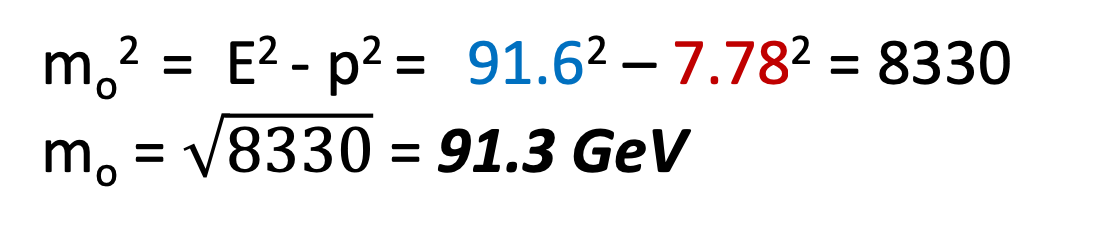 mₒ² = E² - p² = 91.6² – 7.78² = 8330
mₒ = √8330 = 91.3 GeV